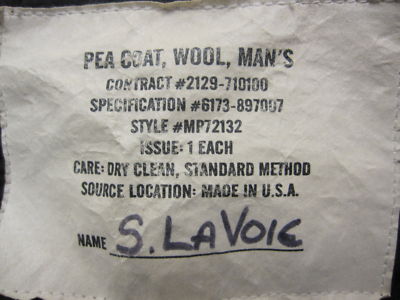 PEA COAT, WOOL, MAN'S
CONTRACT #2129-710100
SPECIFICATION #6173-897007
STYLE #MP72132
ISSUE: 1 EACH
CARE: DRY CLEAN, STANDARD METHOD
SOURCE LOCATION: MADE IN U.S.A.
NAME S. LAVOIE